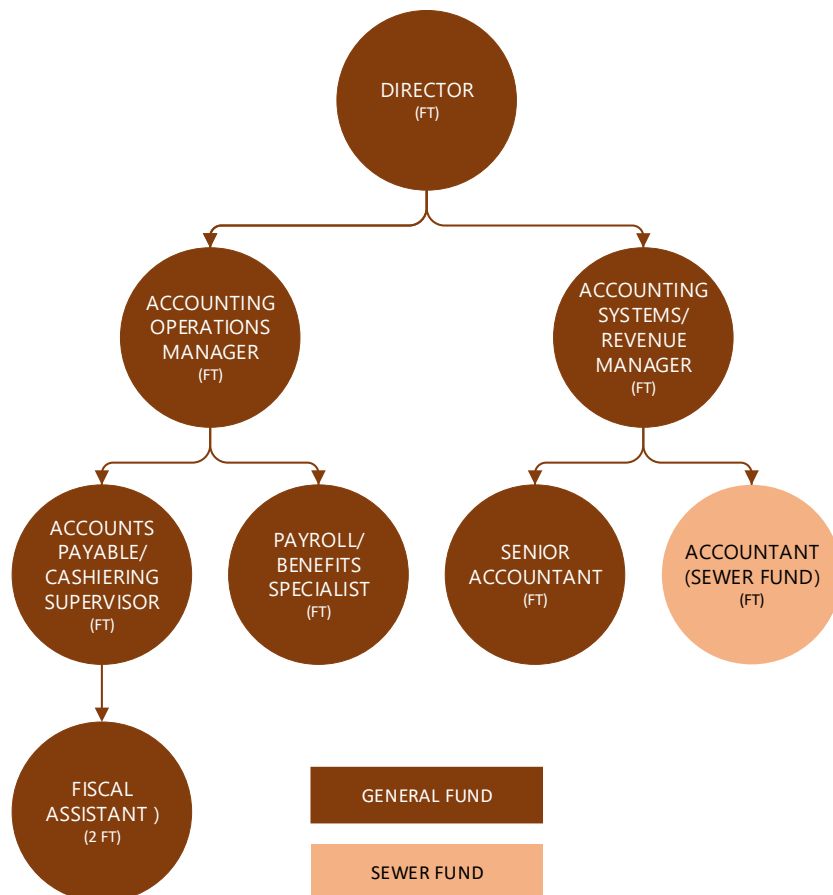 DIRECTOR
(FT)
ACCOUNTING
OPERATIONS
MANAGER
(FT)
ACCOUNTING
SYSTEMS/
REVENUE
MANAGER
(FT)
ACCOUNTS
PAYABLE/
CASHIERING
SUPERVISOR
(FT)
PAYROLL/
BENEFITS
SPECIALIST
(FT)
SENIOR
ACCOUNTANT
(FT)
ACCOUNTANT
(SEWER FUND)
(FT)
FISCAL
ASSISTANT )
(2 FT)
GENERAL FUND
SEWER FUND